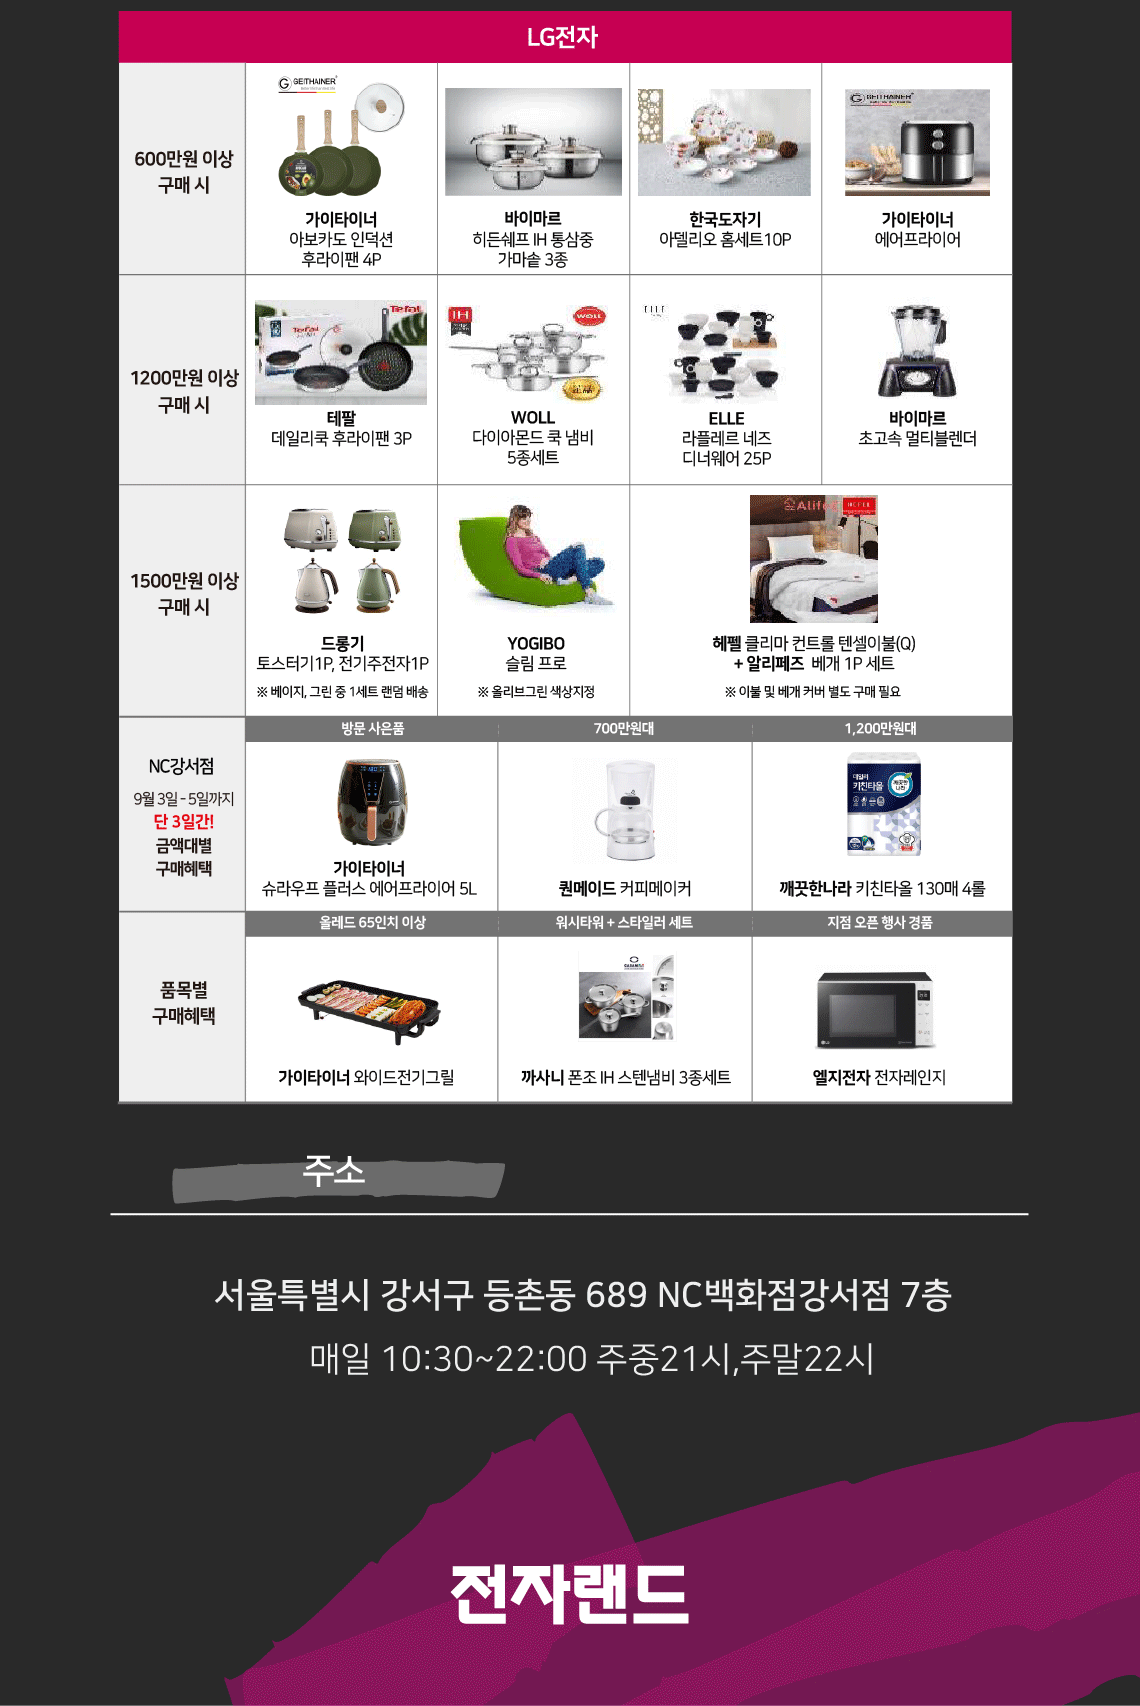 LG전자
600만원 이상
구매 시
GEITHAINER
가이타이너
아보카도 인덕션
후라이팬 4P
바이마르
히든쉐프 IH 통삼중
가마솥 3종
한국도자기
아델리오 홈세트10P
GEITHAINER
가이타이너
에어프라이어
1200만원 이상
구매 시
Tefal
Tefal
테팔
데일리쿡 후라이팬 3P
IH
WOLL
WOLL
다이아몬드 쿡 냄비
5종세트
ELLE
ELLE
라플레르 네즈
디너웨어 25P
바이마르
초고속 멀티블렌더
1500만원 이상
구매 시
드롱기
토스터기1P, 전기주전자1P
※ 베이지, 그린 중 1세트 랜덤 배송
YOGIBO
슬림 프로
※ 올리브그린 색상지정
헤펠 클리마 컨트롤 텐셀이불(Q)
+ 알리페즈 베개 1P 세트
※ 이불 및 베개 커버 별도 구매 필요
NC강서점
9월 3일 - 5일까지
단 3일간!
금액대별
구매혜택
방문 사은품
700만원대
1,200만원대
가이타이너
슈라우프 플러스 에어프라이어 5L
퀸메이드 커피메이커
데일리
키친타올
깨끗한
나라
깨끗한나라 키친타올 130매 4롤
품목별
구매혜택
올레드 65인치 이상
워시타워 + 스타일러 세트
지점 오픈 행사 경품
가이타이너 와이드전기그릴
까사니 폰조 IH 스텐냄비 3종세트
엘지전자 전자레인지
주소
서울특별시 강서구 등촌동 689 NC백화점강서점 7층
매일 10:30~22:00 주중21시,주말22시
전자랜드